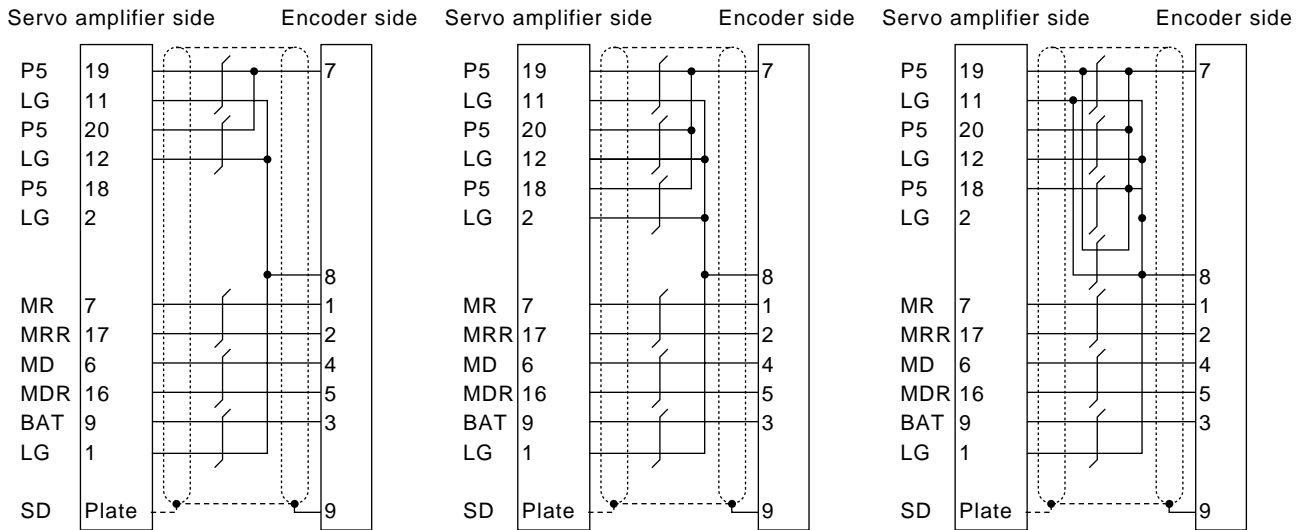 Servo amplifier side Encoder side
P5 19 7
LG 11
P5 20
LG 12
P5 18
LG 2
8
MR 7 1
MRR 17 2
MD 6 4
MDR 16 5
BAT 9 3
LG 1
SD Plate 9
Servo amplifier side Encoder side
P5 19 7
LG 11
P5 20
LG 12
P5 18
LG 2
8
MR 7 1
MRR 17 2
MD 6 4
MDR 16 5
BAT 9 3
LG 1
SD Plate 9
Servo amplifier side Encoder side
P5 19 7
LG 11
P5 20
LG 12
P5 18
LG 2
8
MR 7 1
MRR 17 2
MD 6 4
MDR 16 5
BAT 9 3
LG 1
SD Plate 9